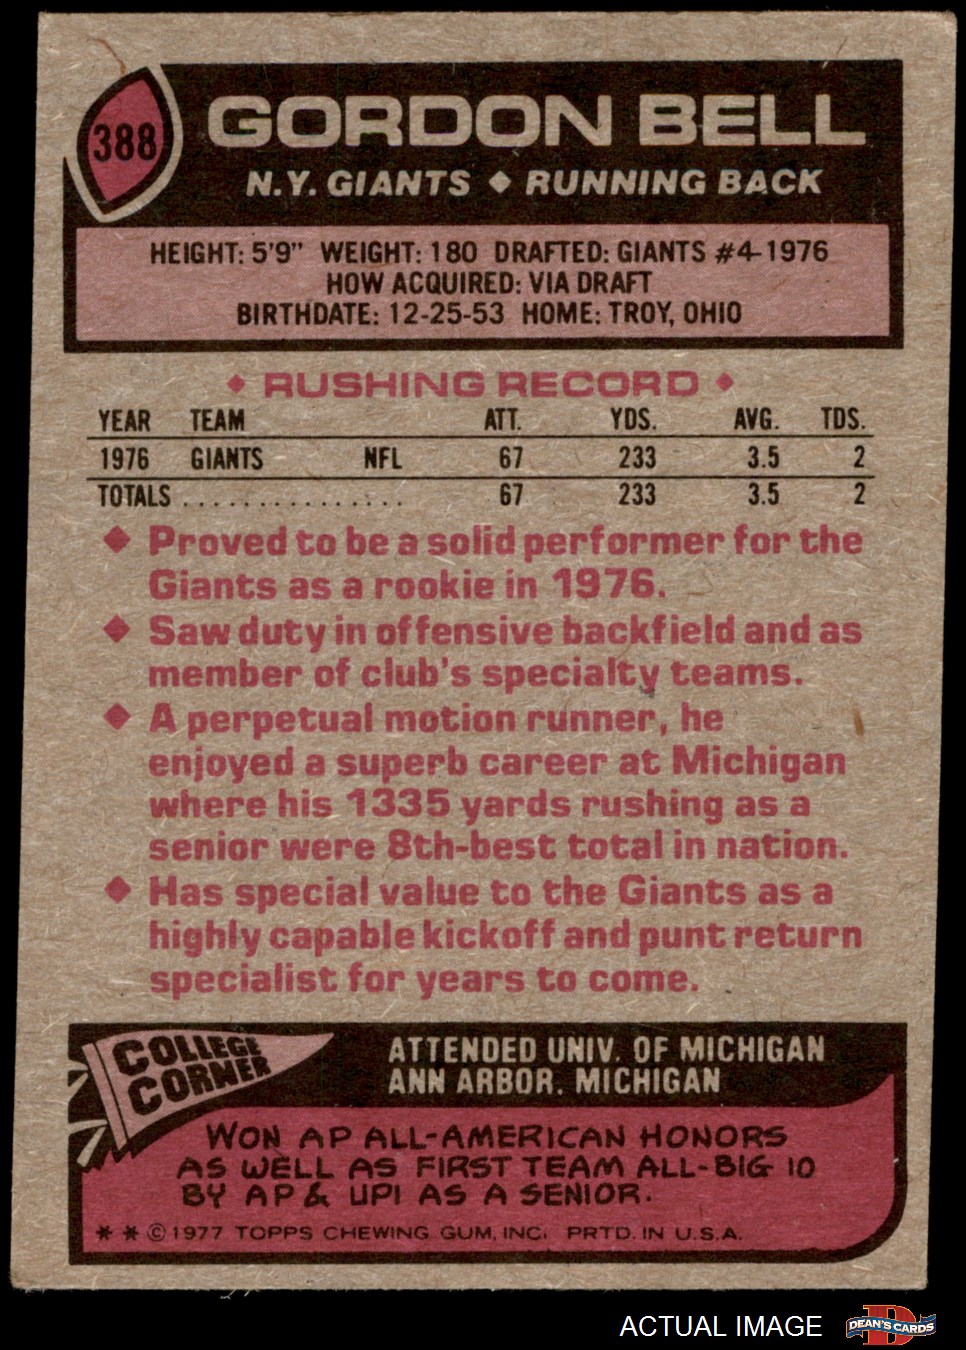 388
GORDON BELL
N.Y. GIANTS ◆ RUNNING BACK
HEIGHT: 5'9" WEIGHT: 180 DRAFTED: GIANTS #4-1976
HOW ACQUIRED: VIA DRAFT
BIRTHDATE: 12-25-53 HOME: TROY, OHIO
◆ RUSHING RECORD ◆
YEAR TEAM ATT. YDS. AVG. TDS.
1976 GIANTS NFL 67 233 3.5 2
TOTALS . . . . . . . . . . . . . . . 67 233 3.5 2
◆ Proved to be a solid performer for the
Giants as a rookie in 1976.
◆ Saw duty in offensive backfield and as
member of club's specialty teams.
◆ A perpetual motion runner, he
enjoyed a superb career at Michigan
where his 1335 yards rushing as a
senior were 8th-best total in nation.
◆ Has special value to the Giants as a
highly capable kickoff and punt return
specialist for years to come.
COLLEGE
CORNER
ATTENDED UNIV. OF MICHIGAN
ANN ARBOR, MICHIGAN
WON AP ALL-AMERICAN HONORS
AS WELL AS FIRST TEAM ALL-BIG 10
BY AP & UPI AS A SENIOR.
* * © 1977 TOPPS CHEWING GUM, INC. PRTD. IN U.S.A.
ACTUAL IMAGE
D
DEAN'S CARDS